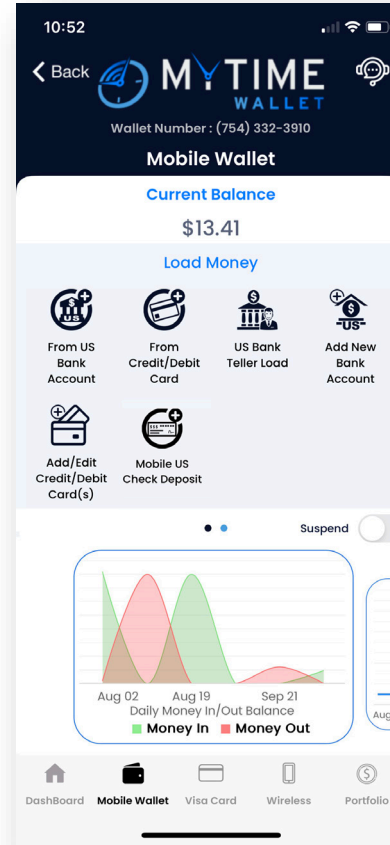 10:52
Back
MYTIME
WALLET
Wallet Number : (754) 332-3910
Mobile Wallet
Current Balance
$13.41
Load Money
US
From US
Bank
Account
From
Credit/Debit
Card
US Bank
Teller Load
-US-
Add New
Bank
Account
Add/Edit
Credit/Debit
Card(s)
Mobile US
Check Deposit
Suspend
Aug 02 Aug 19 Sep 21
Daily Money In/Out Balance
Money In Money Out
Aug
DashBoard Mobile Wallet Visa Card Wireless Portfolio